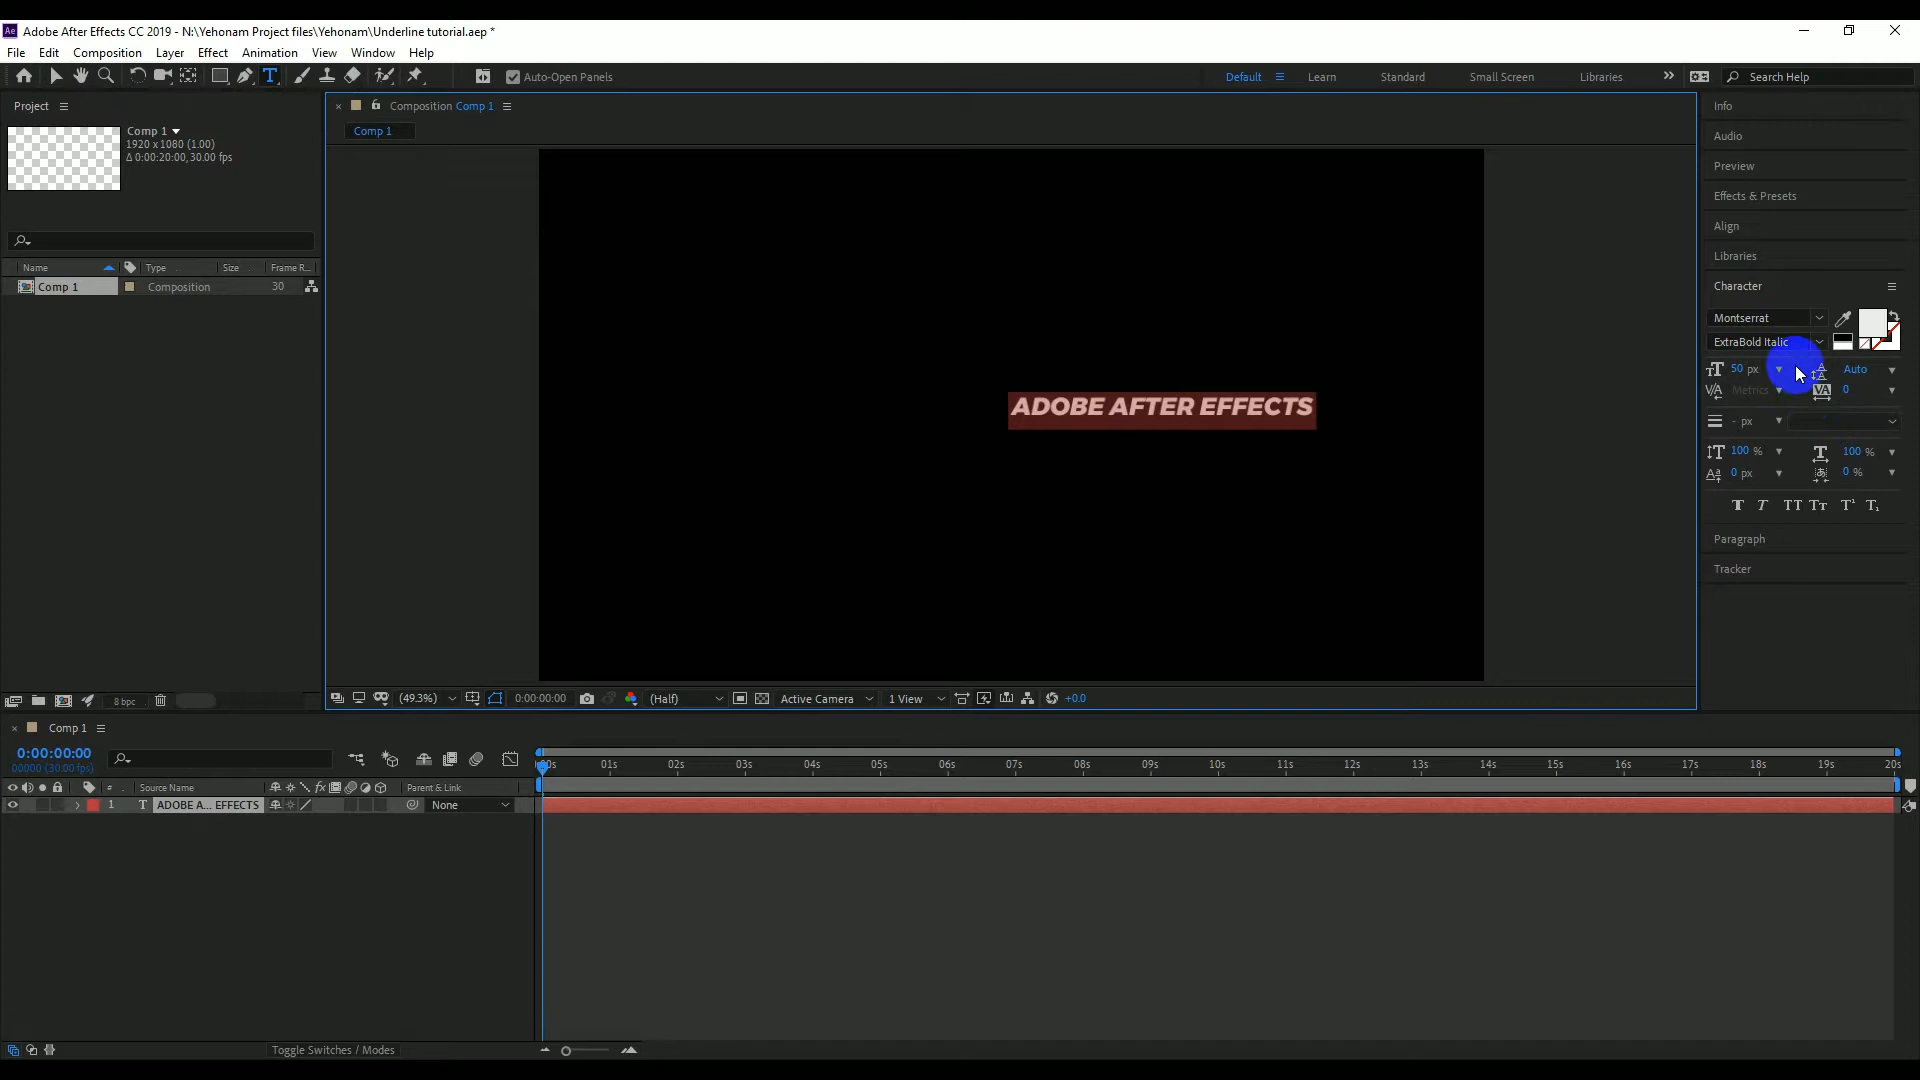 Ae Adobe After Effects CC 2019 - N:\Yehonam Project files\Yehonam\Underline tutorial.aep *
File Edit Composition Layer Effect Animation View Window Help
Auto-Open Panels Default Learn Standard Small Screen Libraries Search Help
Project
Comp 1
1920 x 1080 (1.00)
Δ 0:00:20:00, 30.00 fps
Name Type Size Frame R...
Comp 1 Composition 30
8 bpc
Composition Comp 1
Comp 1
ADOBE AFTER EFFECTS
(49.3%) 0:00:00:00 (Half) Active Camera 1 View +0.0
Info
Audio
Preview
Effects & Presets
Align
Libraries
Character
Montserrat
ExtraBold Italic
50 px Auto
Metrics 0
- px
100 % 100 %
0 px 0 %
T T TT Tt T¹ T₁
Paragraph
Tracker
Comp 1
0:00:00:00
00000 (30.00 fps)
# Source Name Parent & Link
1 T ADOBE A... EFFECTS None
:00s 01s 02s 03s 04s 05s 06s 07s 08s 09s 10s 11s 12s 13s 14s 15s 16s 17s 18s 19s 20s
Toggle Switches / Modes